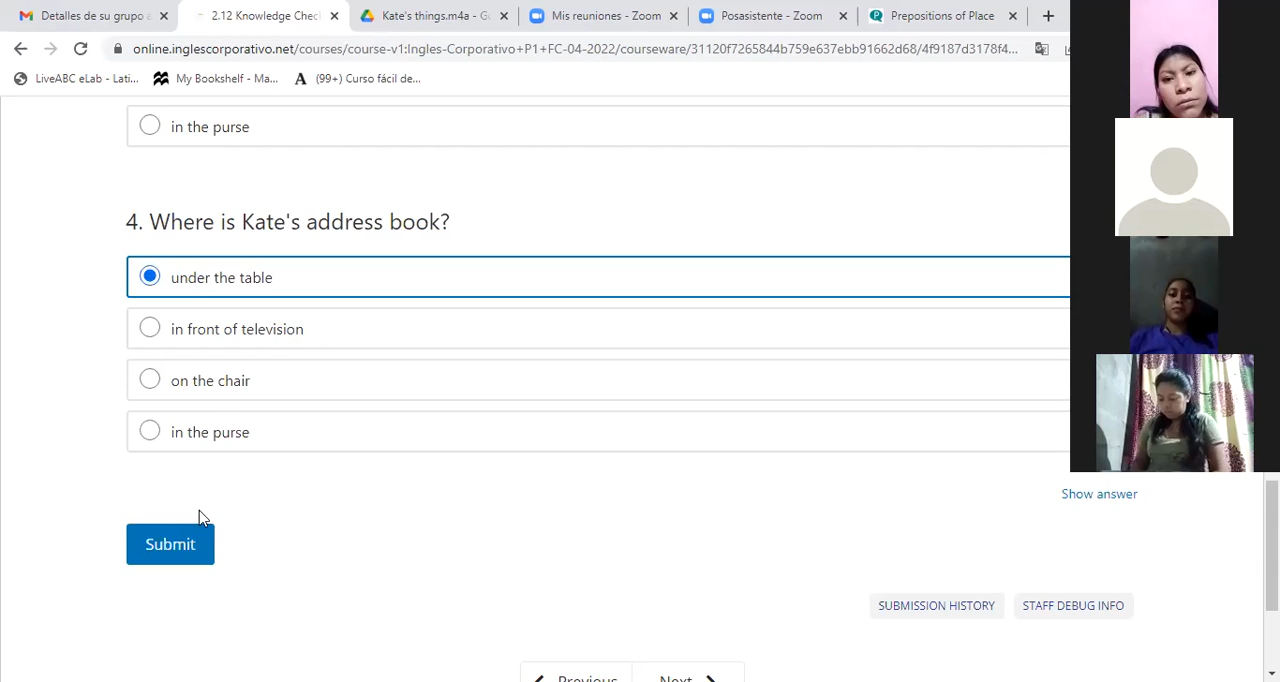 Detalles de su grupo a
2.12 Knowledge Chec
Kate's things.m4a - G
Mis reuniones - Zoom
Posasistente - Zoom
Prepositions of Place
online.inglescorporativo.net/courses/course-v1:Ingles-Corporativo+P1+FC-04-2022/courseware/31120f7265844b759e637ebb91662d68/4f9187d3178f4...
LiveABC eLab - Lati...
My Bookshelf - Ma...
(99+) Curso fácil de...
in the purse
4. Where is Kate's address book?
under the table
in front of television
on the chair
in the purse
Show answer
Submit
SUBMISSION HISTORY
STAFF DEBUG INFO
Previous
Next